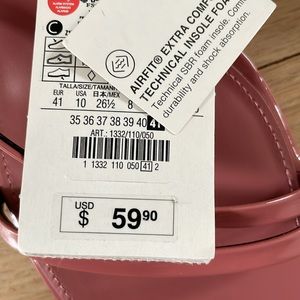 AIRFIT® EXTRA COMF
TECHNICAL INSOLE FOA
Technical SBR foam insole. Com
durability and shock absorption.
TALLA/SIZE/TAMAN
EUR USA 日本/MEX
41 10 26½ 8
35 36 37 38 39 40 41
ART.: 1332/110/050
1 1332 110 050 41 2
USD
$ 59.90